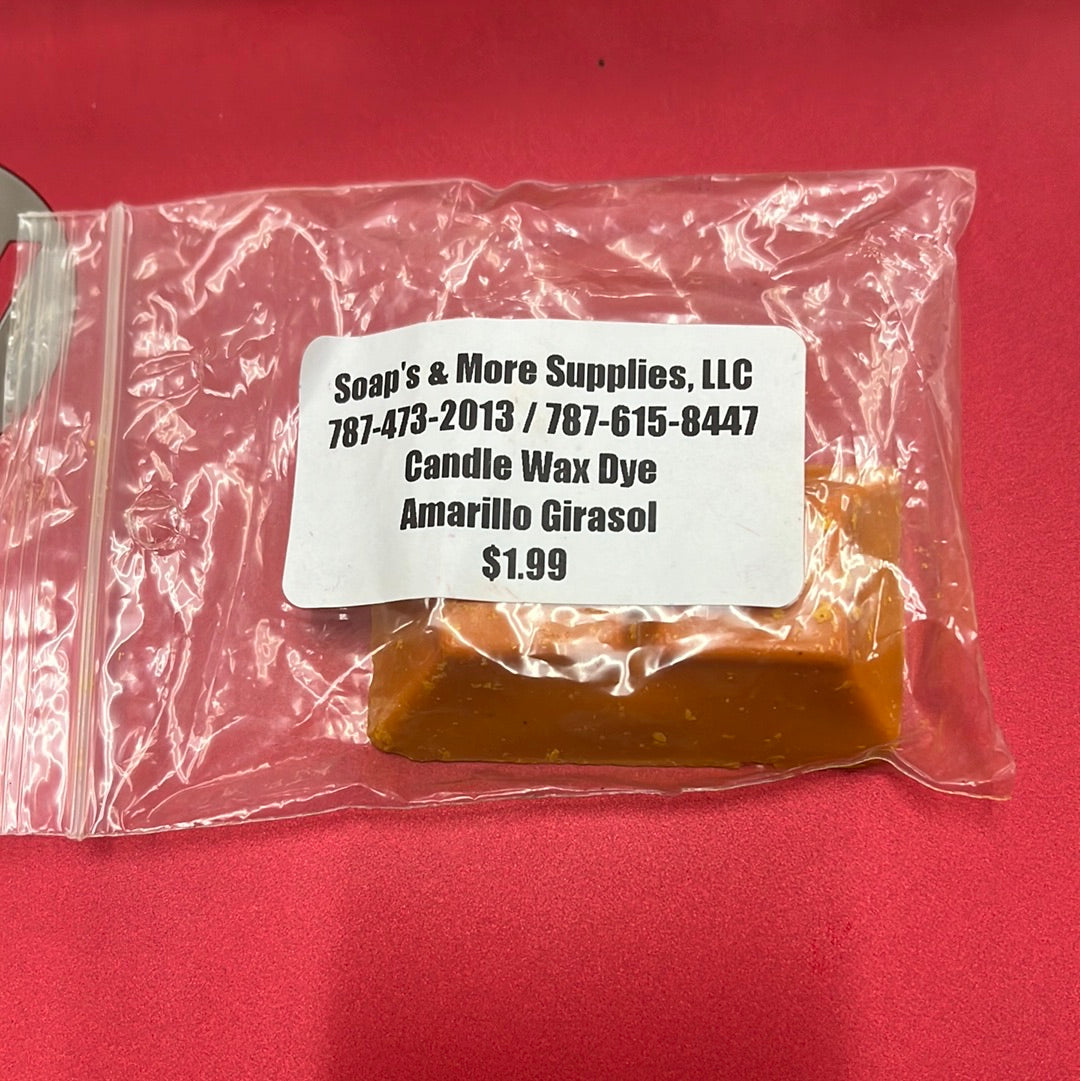 Soap's & More Supplies, LLC
787-473-2013 / 787-615-8447
Candle Wax Dye
Amarillo Girasol
$1.99